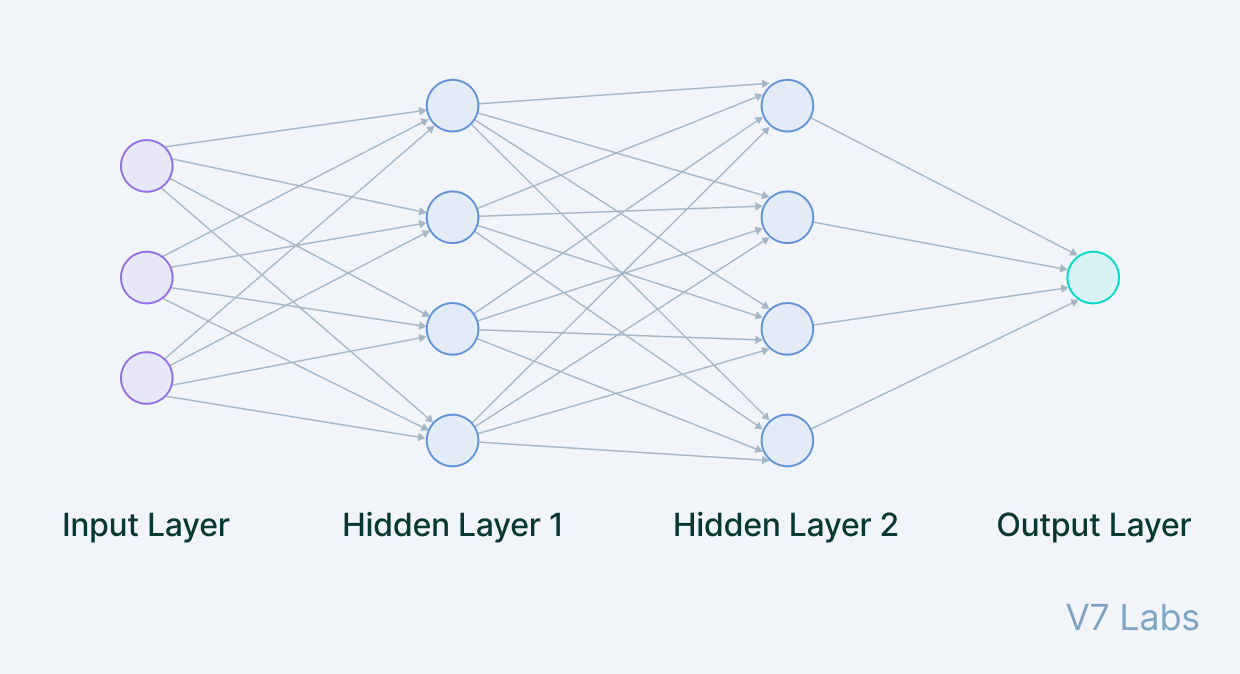 Input Layer
Hidden Layer 1
Hidden Layer 2
Output Layer
V7 Labs